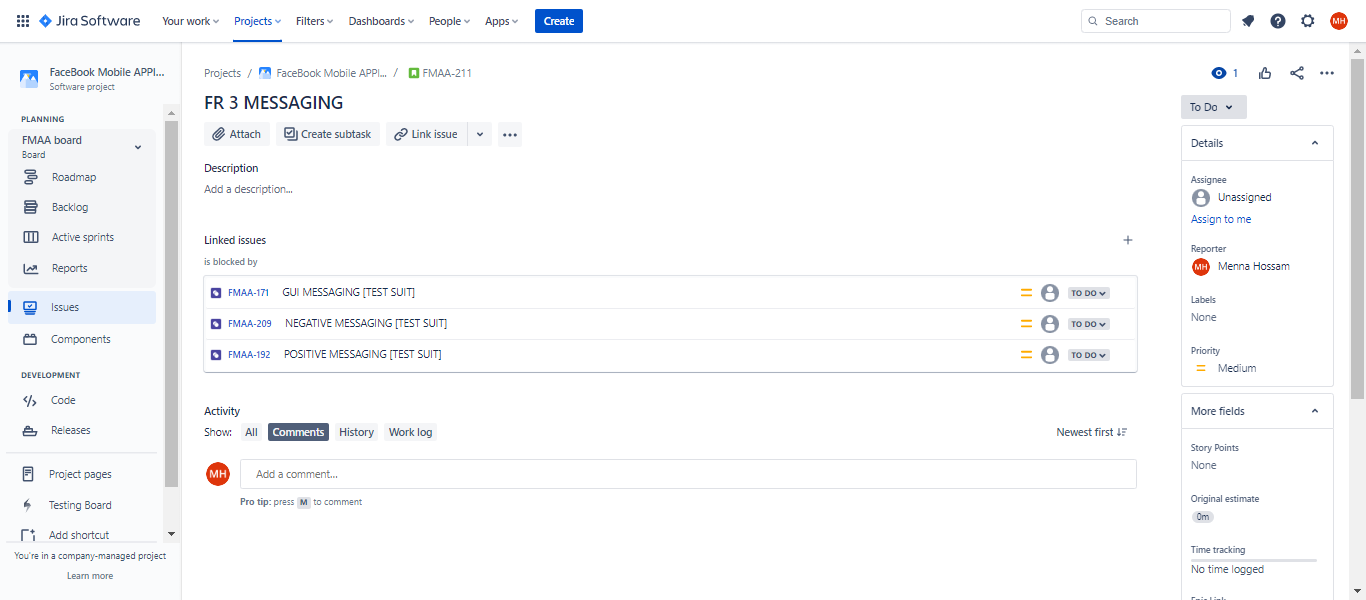 Jira Software
Your work Projects Filters Dashboards People Apps Create Search MH
FaceBook Mobile APPl...
Software project
PLANNING
FMAA board
Board
Roadmap
Backlog
Active sprints
Reports
Issues
Components
DEVELOPMENT
Code
Releases
Project pages
Testing Board
Add shortcut
You're in a company-managed project
Learn more
Projects / FaceBook Mobile APPl... / FMAA-211
1
FR 3 MESSAGING
Attach Create subtask Link issue
Description
Add a description...
Linked issues
is blocked by
FMAA-171 GUI MESSAGING [TEST SUIT] TO DO
FMAA-209 NEGATIVE MESSAGING [TEST SUIT] TO DO
FMAA-192 POSITIVE MESSAGING [TEST SUIT] TO DO
Activity
Show: All Comments History Work log Newest first
MH Add a comment...
Pro tip: press M to comment
To Do
Details
Assignee
Unassigned
Assign to me
Reporter
MH Menna Hossam
Labels
None
Priority
Medium
More fields
Story Points
None
Original estimate
0m
Time tracking
No time logged
Epic Link